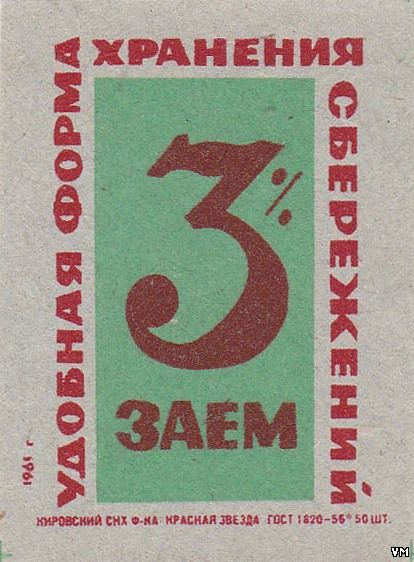 УДОБНАЯ ФОРМА
ХРАНЕНИЯ
СБЕРЕЖЕНИЙ
3%
ЗАЕМ
1961 г
КИРОВСКИЙ СНХ Ф-КА КРАСНАЯ ЗВЕЗДА ГОСТ 1820-56* 50 ШТ.
VM